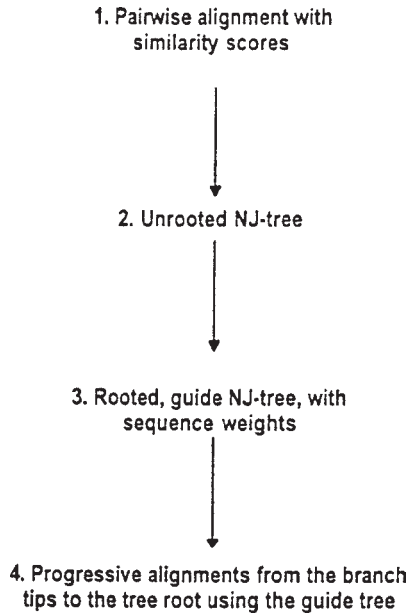 1. Pairwise alignment with
similarity scores
2. Unrooted NJ-tree
3. Rooted, guide NJ-tree, with
sequence weights
4. Progressive alignments from the branch
tips to the tree root using the guide tree